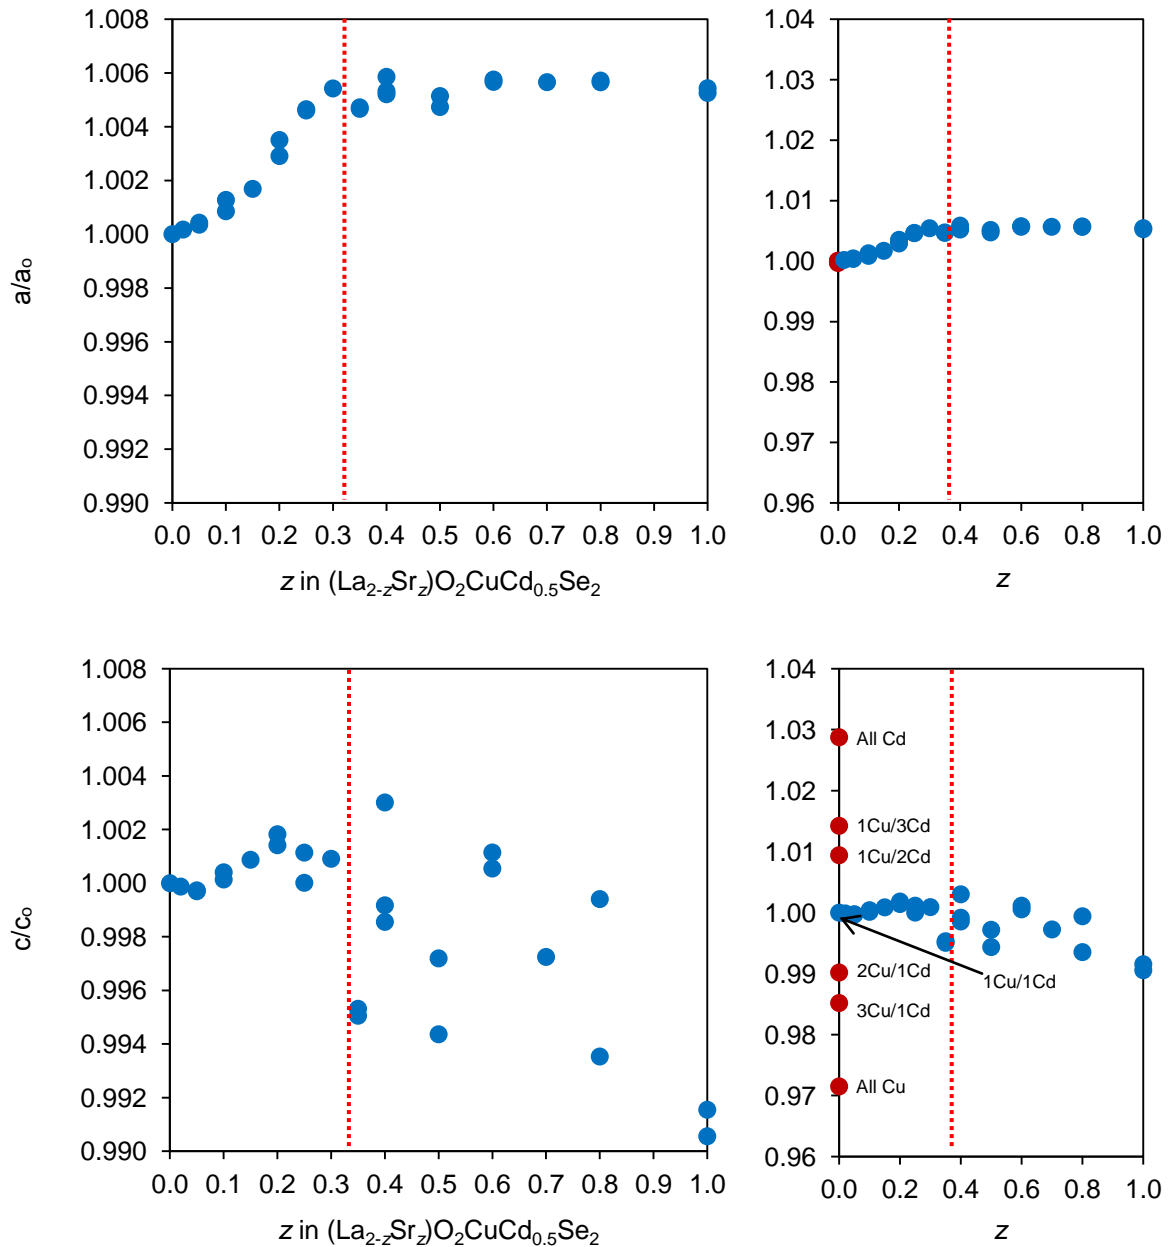 1.008
1.006
1.004
1.002
1.000
0.998
0.996
0.994
0.992
0.990
a/ao
0.0 0.1 0.2 0.3 0.4 0.5 0.6 0.7 0.8 0.9 1.0
z in (La2-zSrz)O2CuCd0.5Se2
1.04
1.03
1.02
1.01
1.00
0.99
0.98
0.97
0.96
0.0 0.2 0.4 0.6 0.8 1.0
z
1.008
1.006
1.004
1.002
1.000
0.998
0.996
0.994
0.992
0.990
c/co
0.0 0.1 0.2 0.3 0.4 0.5 0.6 0.7 0.8 0.9 1.0
z in (La2-zSrz)O2CuCd0.5Se2
1.04
1.03
1.02
1.01
1.00
0.99
0.98
0.97
0.96
All Cd
1Cu/3Cd
1Cu/2Cd
2Cu/1Cd
1Cu/1Cd
3Cu/1Cd
All Cu
0.0 0.2 0.4 0.6 0.8 1.0
z